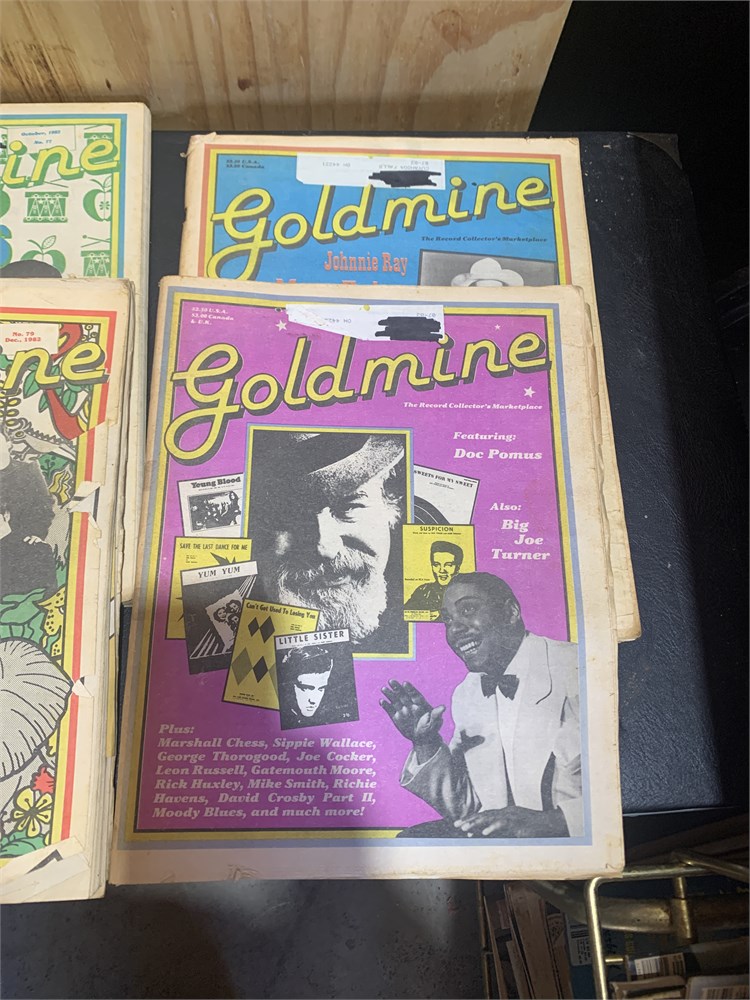 October, 1982
No. 77
ine
$2.50 U.S.A.
Goldmine
The Record Collector's Marketplace
Johnnie Ray
No. 79
Dec., 1982
ne
& U.K.
Goldmine
The Record Collector's Marketplace
Featuring:
Doc Pomus
Also:
Big
Joe
Turner
Young Blood
SWEETS FOR MY SWEET
SAVE THE LAST DANCE FOR ME
SUSPICION
YUM YUM
Can't Get Used To Losing You
LITTLE SISTER
Plus:
Marshall Chess, Sippie Wallace,
George Thorogood, Joe Cocker,
Leon Russell, Gatemouth Moore,
Rick Huxley, Mike Smith, Richie
Havens, David Crosby Part II,
Moody Blues, and much more!